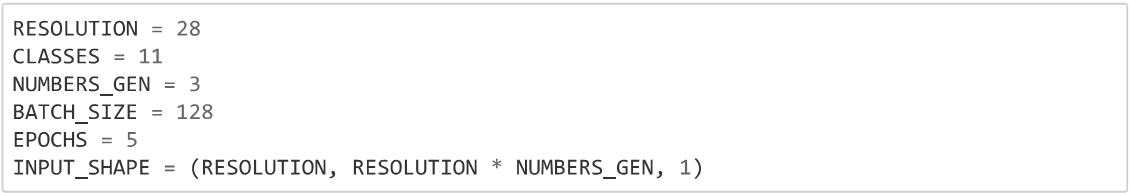 RESOLUTION = 28
CLASSES = 11
NUMBERS_GEN = 3
BATCH_SIZE = 128
EPOCHS = 5
INPUT_SHAPE = (RESOLUTION, RESOLUTION * NUMBERS_GEN, 1)